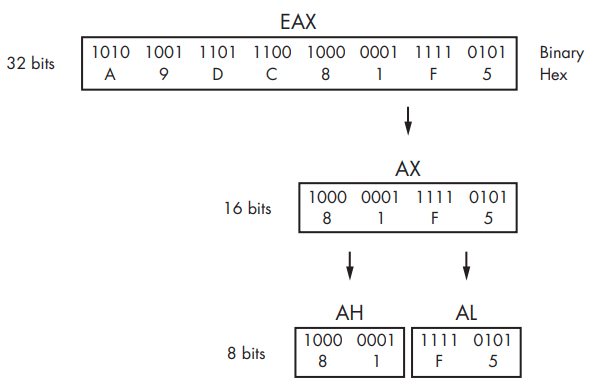 EAX
32 bits
1010 1001 1101 1100 1000 0001 1111 0101 Binary
A 9 D C 8 1 F 5 Hex
AX
16 bits
1000 0001 1111 0101
8 1 F 5
AH AL
8 bits
1000 0001 1111 0101
8 1 F 5